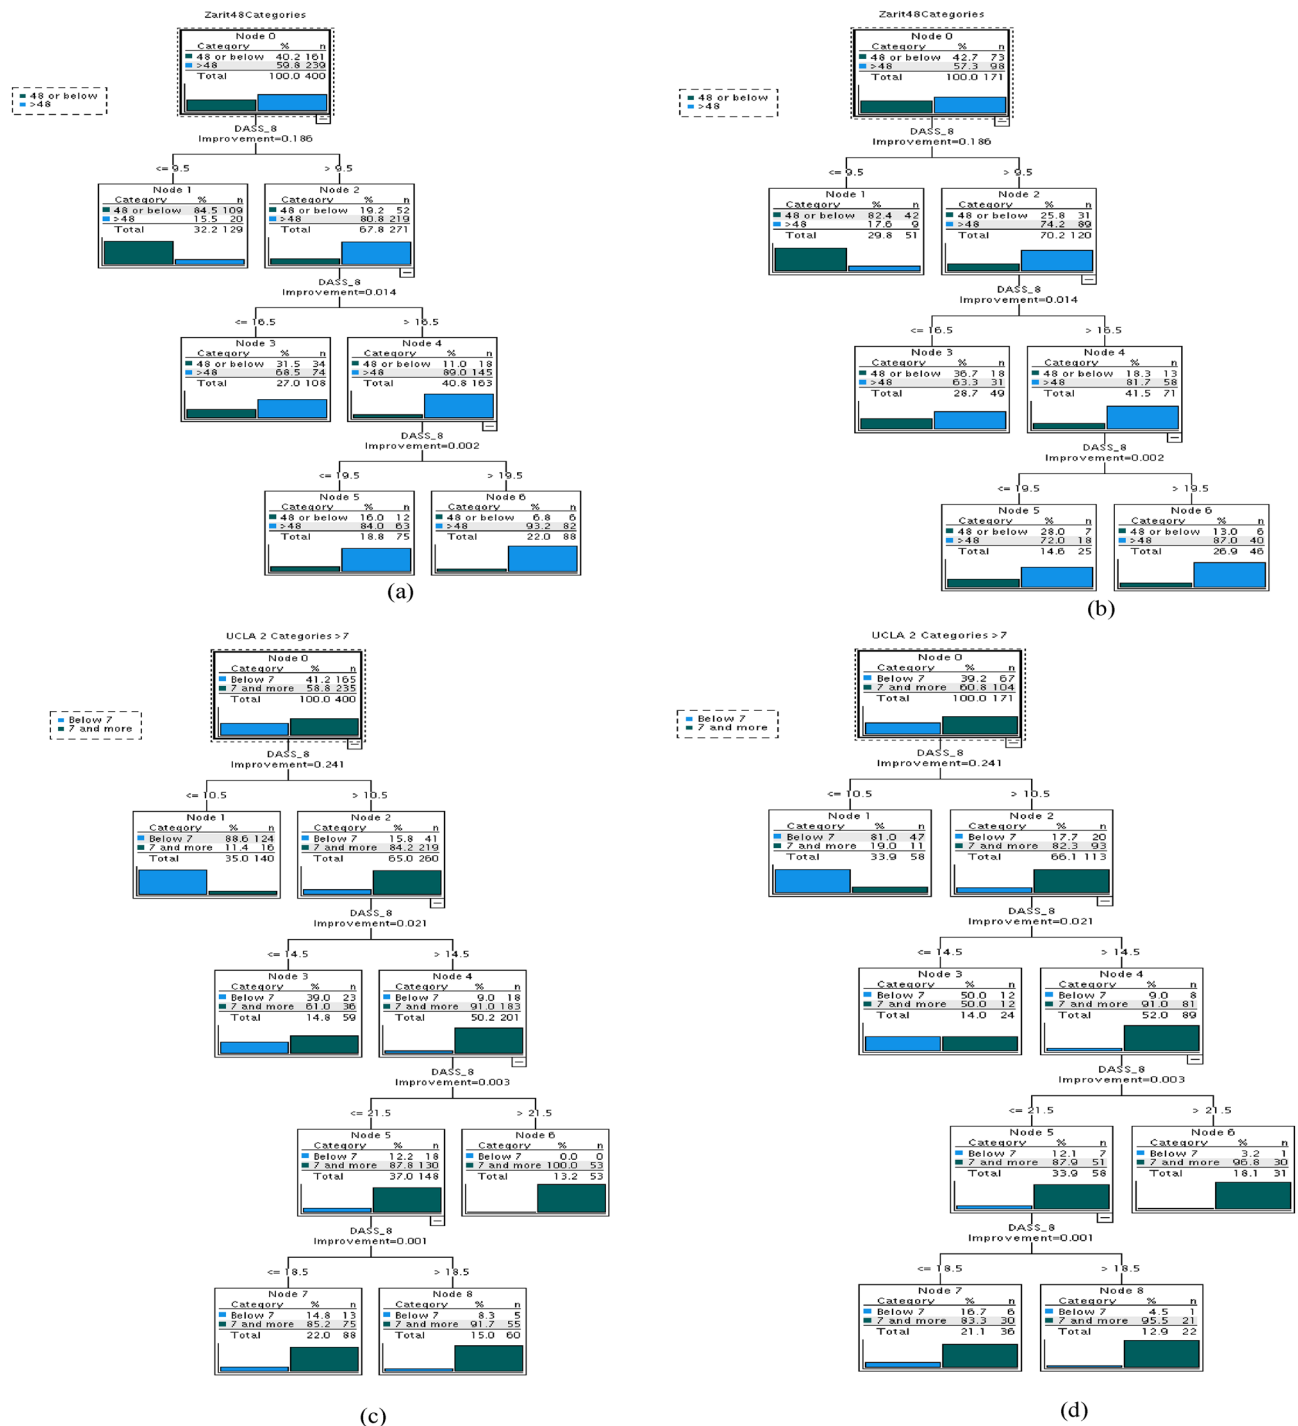 Zarit48Categories
Node 0
Category % n
48 or below 40.2 161
>48 59.8 239
Total 100.0 400
48 or below
>48
DASS_8
Improvement=0.186
<= 9.5
> 9.5
Node 1
Category % n
48 or below 84.5 109
>48 15.5 20
Total 32.2 129
Node 2
Category % n
48 or below 19.2 52
>48 80.8 219
Total 67.8 271
DASS_8
Improvement=0.014
<= 16.5
> 16.5
Node 3
Category % n
48 or below 31.5 34
>48 68.5 74
Total 27.0 108
Node 4
Category % n
48 or below 11.0 18
>48 89.0 145
Total 40.8 163
DASS_8
Improvement=0.002
<= 19.5
> 19.5
Node 5
Category % n
48 or below 16.0 12
>48 84.0 63
Total 18.8 75
Node 6
Category % n
48 or below 6.8 6
>48 93.2 82
Total 22.0 88
(a)
Zarit48Categories
Node 0
Category % n
48 or below 42.7 73
>48 57.3 98
Total 100.0 171
48 or below
>48
DASS_8
Improvement=0.186
<= 9.5
> 9.5
Node 1
Category % n
48 or below 82.4 42
>48 17.6 9
Total 29.8 51
Node 2
Category % n
48 or below 25.8 31
>48 74.2 89
Total 70.2 120
DASS_8
Improvement=0.014
<= 16.5
> 16.5
Node 3
Category % n
48 or below 36.7 18
>48 63.3 31
Total 28.7 49
Node 4
Category % n
48 or below 18.3 13
>48 81.7 58
Total 41.5 71
DASS_8
Improvement=0.002
<= 19.5
> 19.5
Node 5
Category % n
48 or below 28.0 7
>48 72.0 18
Total 14.6 25
Node 6
Category % n
48 or below 13.0 6
>48 87.0 40
Total 26.9 46
(b)
UCLA 2 Categories >7
Node 0
Category % n
Below 7 41.2 165
7 and more 58.8 235
Total 100.0 400
Below 7
7 and more
DASS_8
Improvement=0.241
<= 10.5
> 10.5
Node 1
Category % n
Below 7 88.6 124
7 and more 11.4 16
Total 35.0 140
Node 2
Category % n
Below 7 15.8 41
7 and more 84.2 219
Total 65.0 260
DASS_8
Improvement=0.021
<= 14.5
> 14.5
Node 3
Category % n
Below 7 39.0 23
7 and more 61.0 36
Total 14.8 59
Node 4
Category % n
Below 7 9.0 18
7 and more 91.0 183
Total 50.2 201
DASS_8
Improvement=0.003
<= 21.5
> 21.5
Node 5
Category % n
Below 7 12.2 18
7 and more 87.8 130
Total 37.0 148
Node 6
Category % n
Below 7 0.0 0
7 and more 100.0 53
Total 13.2 53
DASS_8
Improvement=0.001
<= 18.5
> 18.5
Node 7
Category % n
Below 7 14.8 13
7 and more 85.2 75
Total 22.0 88
Node 8
Category % n
Below 7 8.3 5
7 and more 91.7 55
Total 15.0 60
(c)
UCLA 2 Categories >7
Node 0
Category % n
Below 7 39.2 67
7 and more 60.8 104
Total 100.0 171
Below 7
7 and more
DASS_8
Improvement=0.241
<= 10.5
> 10.5
Node 1
Category % n
Below 7 81.0 47
7 and more 19.0 11
Total 33.9 58
Node 2
Category % n
Below 7 17.7 20
7 and more 82.3 93
Total 66.1 113
DASS_8
Improvement=0.021
<= 14.5
> 14.5
Node 3
Category % n
Below 7 50.0 12
7 and more 50.0 12
Total 14.0 24
Node 4
Category % n
Below 7 9.0 8
7 and more 91.0 81
Total 52.0 89
DASS_8
Improvement=0.003
<= 21.5
> 21.5
Node 5
Category % n
Below 7 12.1 7
7 and more 87.9 51
Total 33.9 58
Node 6
Category % n
Below 7 3.2 1
7 and more 96.8 30
Total 18.1 31
DASS_8
Improvement=0.001
<= 18.5
> 18.5
Node 7
Category % n
Below 7 16.7 6
7 and more 83.3 30
Total 21.1 36
Node 8
Category % n
Below 7 4.5 1
7 and more 95.5 21
Total 12.9 22
(d)